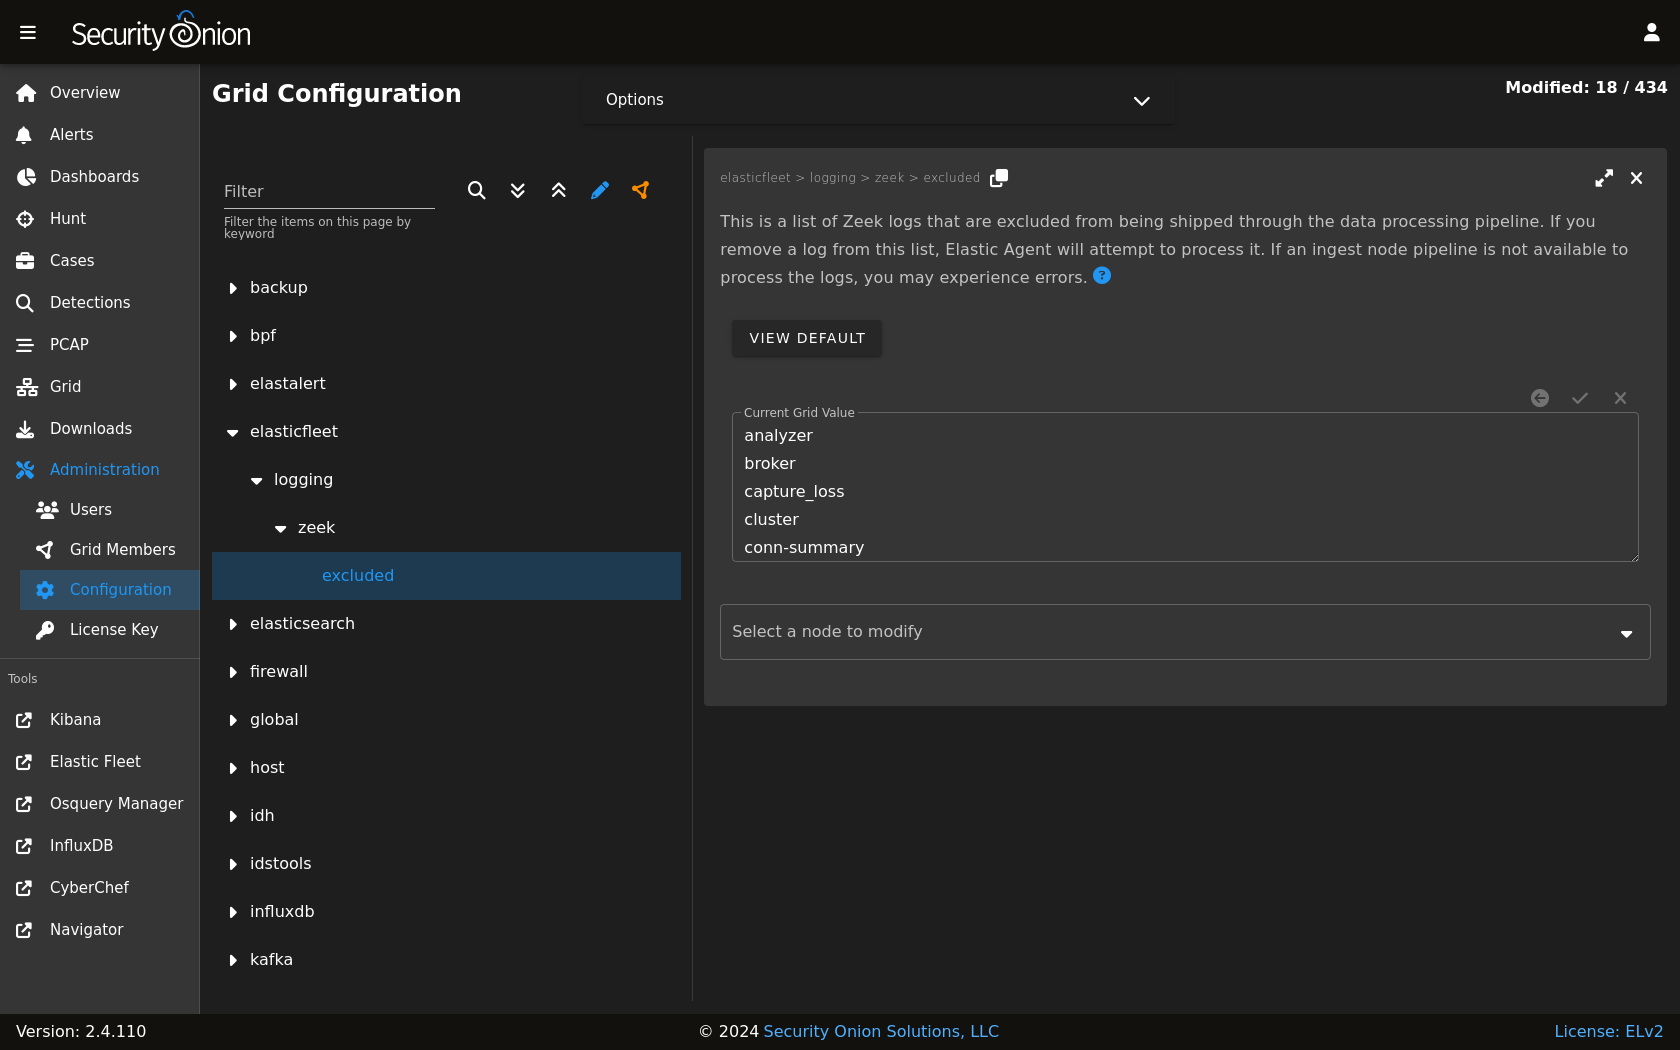 Security Onion
Overview
Alerts
Dashboards
Hunt
Cases
Detections
PCAP
Grid
Downloads
Administration
Users
Grid Members
Configuration
License Key
Tools
Kibana
Elastic Fleet
Osquery Manager
InfluxDB
CyberChef
Navigator
Grid Configuration
Options
Modified: 18 / 434
Filter
Filter the items on this page by
keyword
backup
bpf
elastalert
elasticfleet
logging
zeek
excluded
elasticsearch
firewall
global
host
idh
idstools
influxdb
kafka
elasticfleet > logging > zeek > excluded
This is a list of Zeek logs that are excluded from being shipped through the data processing pipeline. If you
remove a log from this list, Elastic Agent will attempt to process it. If an ingest node pipeline is not available to
process the logs, you may experience errors. ?
VIEW DEFAULT
Current Grid Value
analyzer
broker
capture_loss
cluster
conn-summary
Select a node to modify
Version: 2.4.110
© 2024 Security Onion Solutions, LLC
License: ELv2